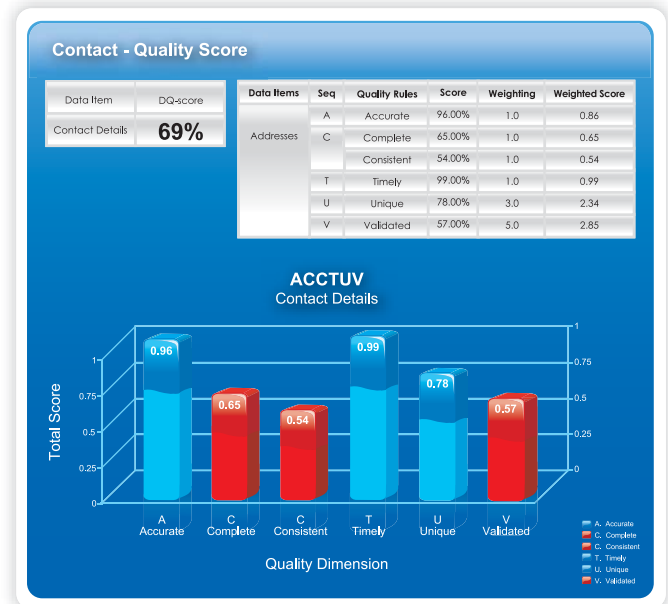 Contact - Quality Score
Data Item DQ-score
Contact Details 69%
Data Items Seq Quality Rules Score Weighting Weighted Score
Addresses A Accurate 96.00% 1.0 0.86
C Complete 65.00% 1.0 0.65
Consistent 54.00% 1.0 0.54
T Timely 99.00% 1.0 0.99
U Unique 78.00% 3.0 2.34
V Validated 57.00% 5.0 2.85
ACCTUV
Contact Details
Total Score
1
0.75
0.5
0.25
0
0.96
0.65
0.54
0.99
0.78
0.57
1
0.75
0.5
0.25
0
A C C T U V
Accurate Complete Consistent Timely Unique Validated
Quality Dimension
A. Accurate
C. Complete
C. Consistent
T. Timely
U. Unique
V. Validated